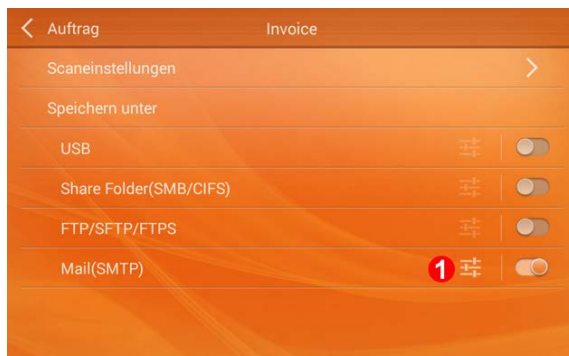 Auftrag Invoice
Scaneinstellungen
Speichern unter
USB
Share Folder(SMB/CIFS)
FTP/SFTP/FTPS
Mail(SMTP) 1